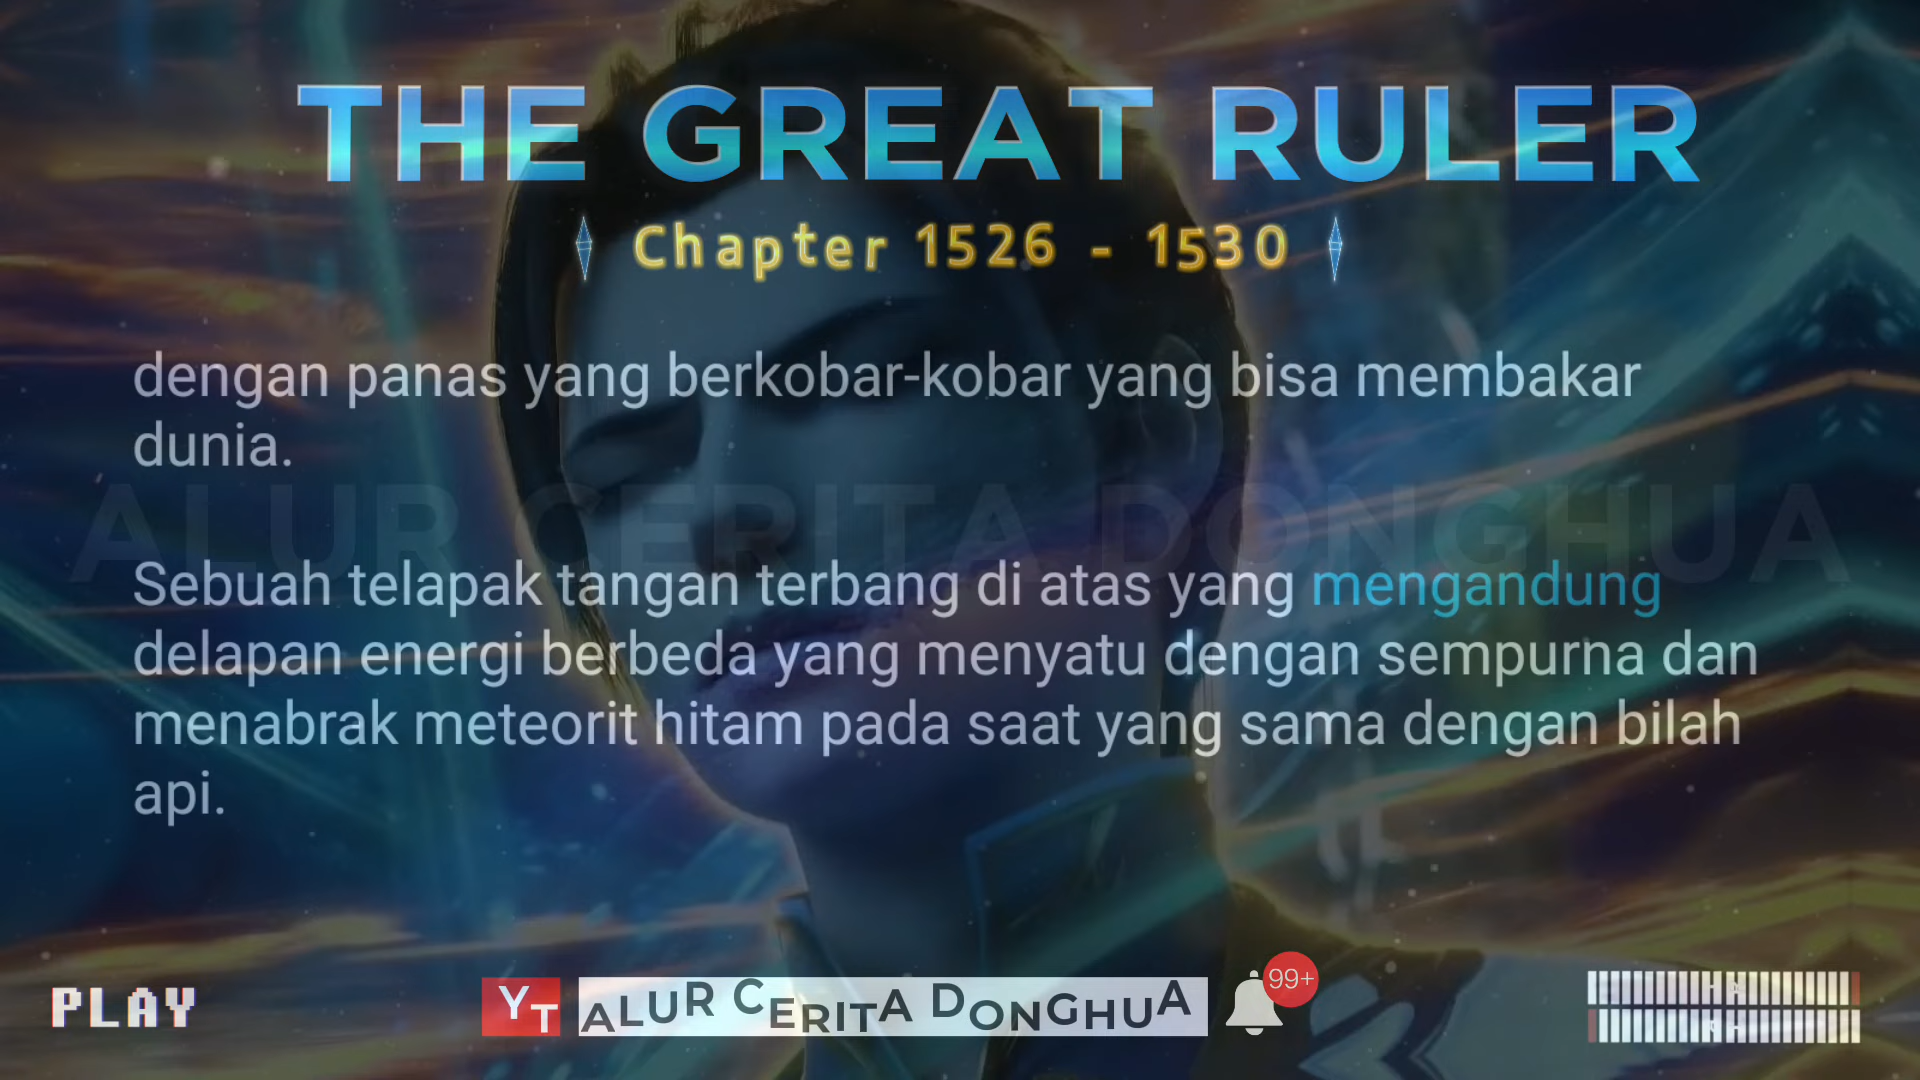 THE GREAT RULER
Chapter 1526 - 1530
dengan panas yang berkobar-kobar yang bisa membakar
dunia.
ALUR CERITA DONGHUA
Sebuah telapak tangan terbang di atas yang mengandung
delapan energi berbeda yang menyatu dengan sempurna dan
menabrak meteorit hitam pada saat yang sama dengan bilah
api.
PLAY
YT ALUR CERITA DONGHUA 99+